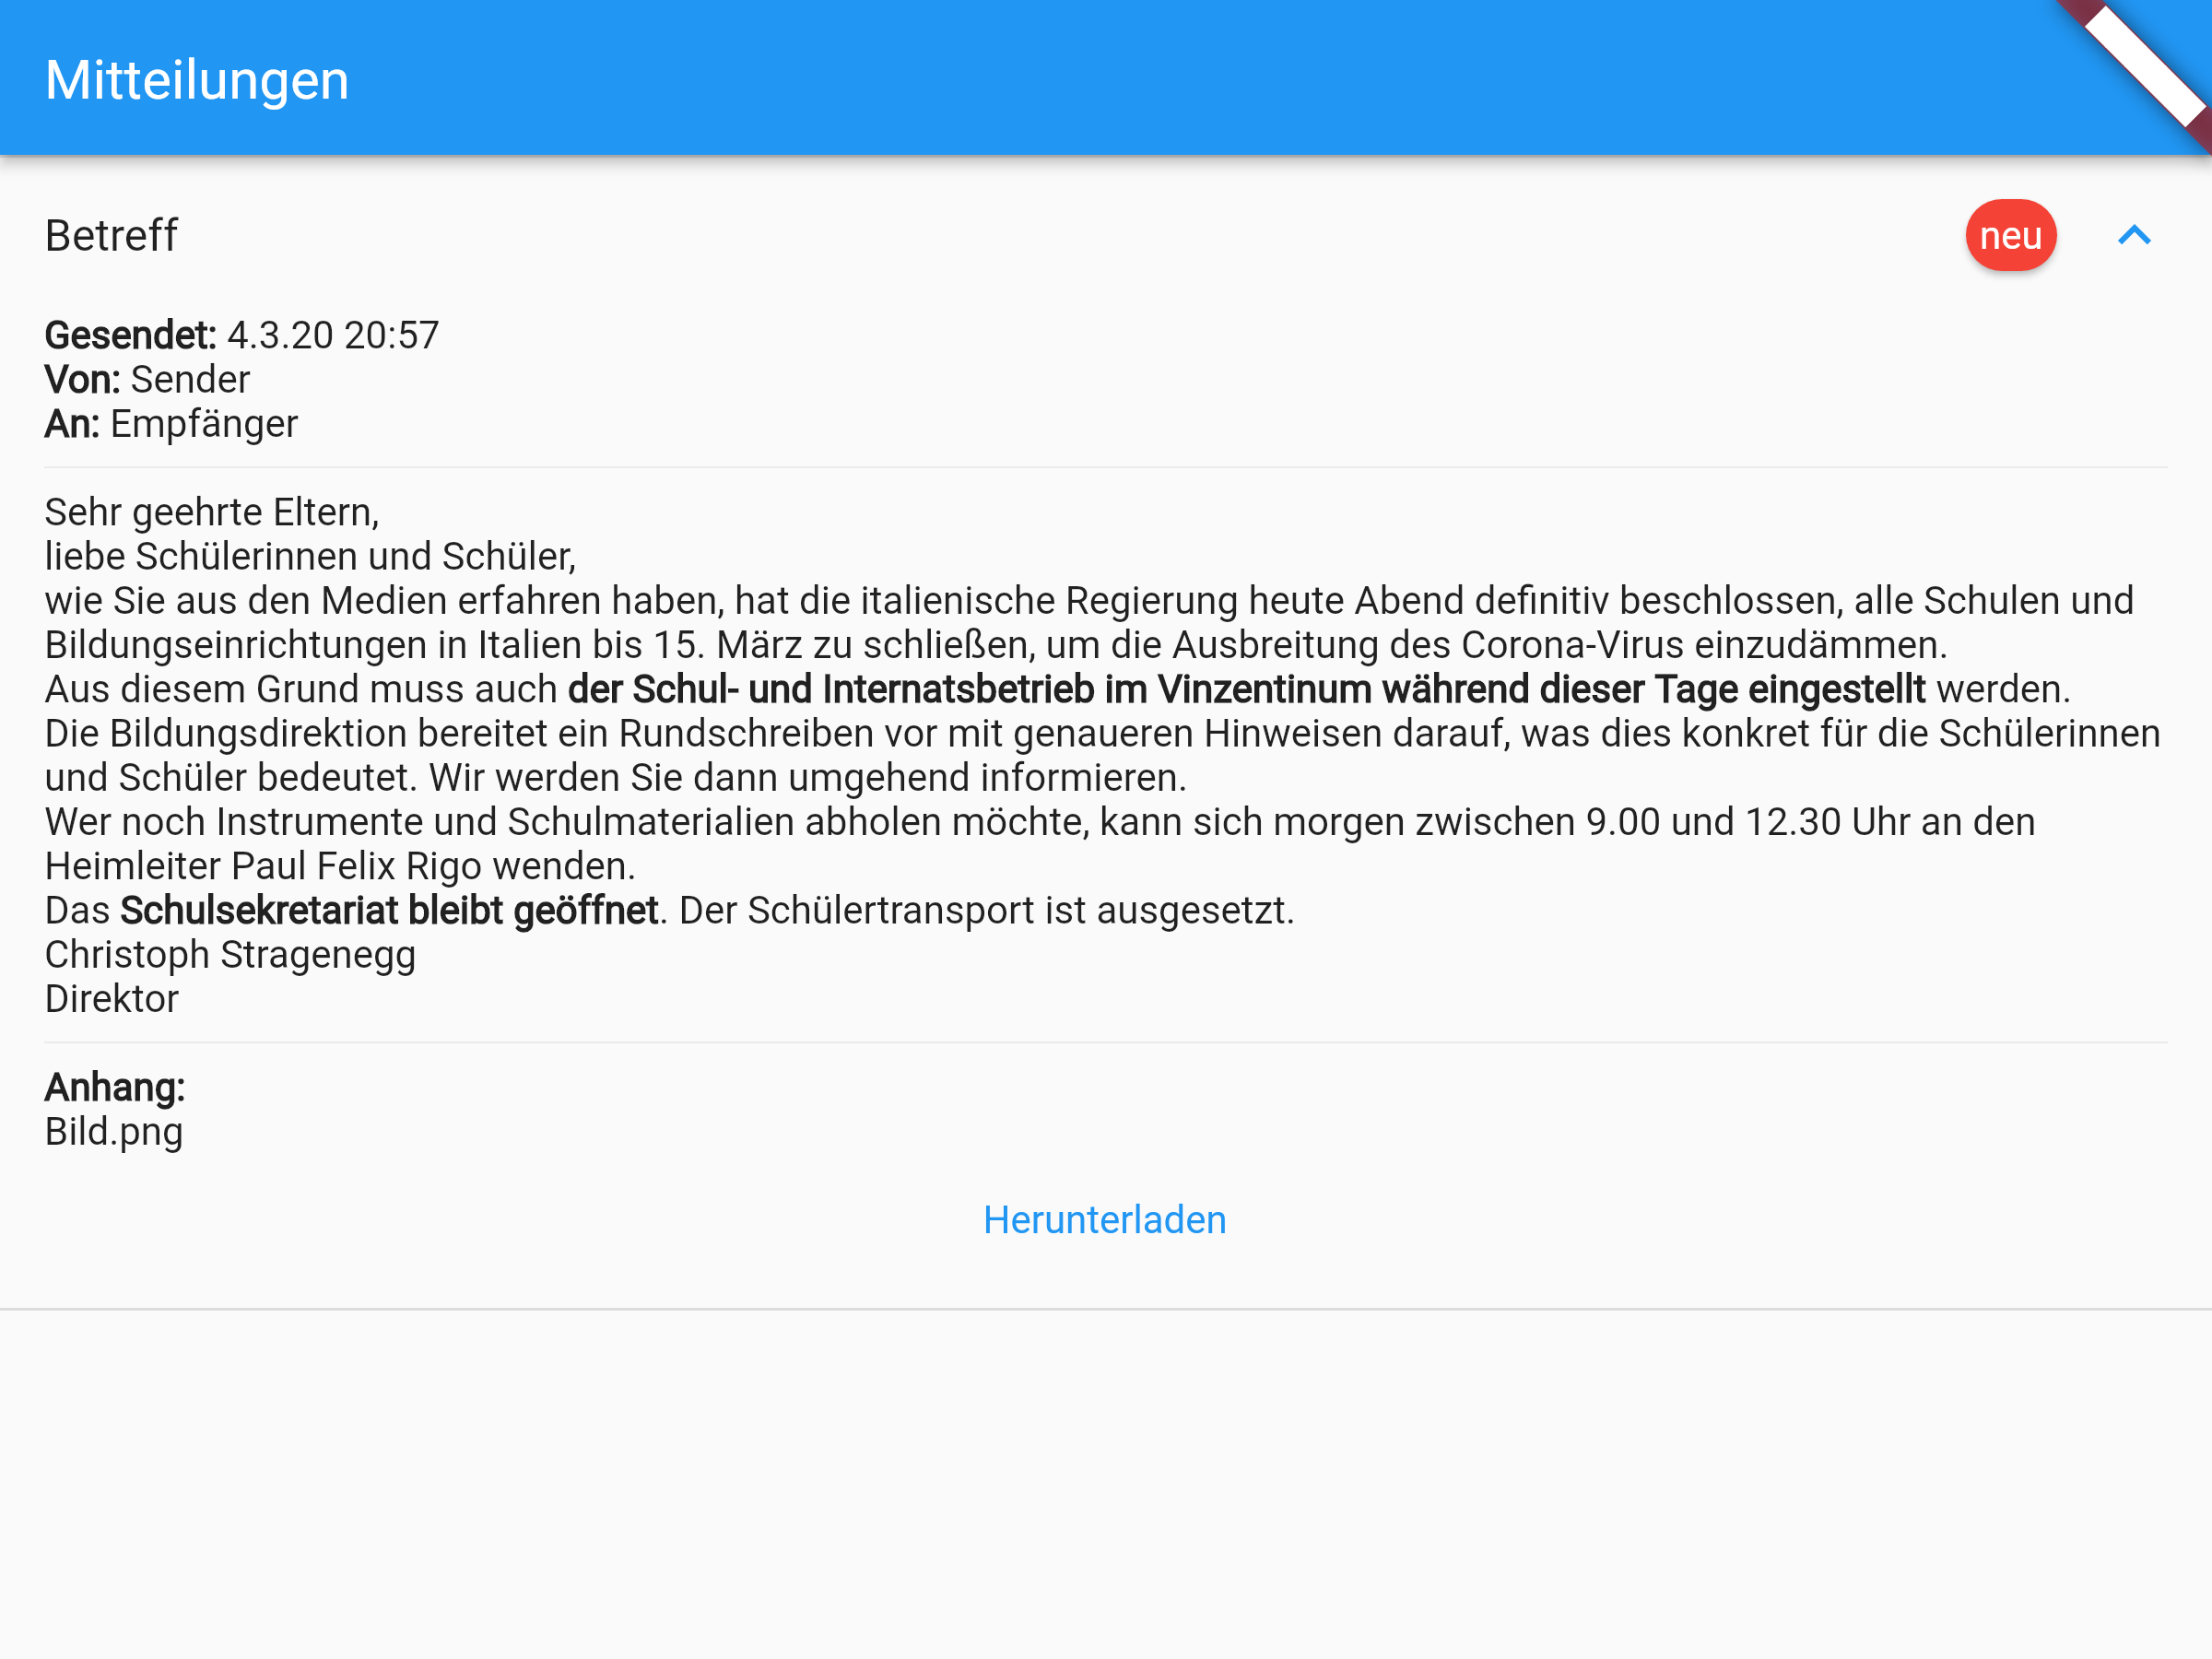 Mitteilungen
Betreff
neu
Gesendet: 4.3.20 20:57
Von: Sender
An: Empfänger
Sehr geehrte Eltern,
liebe Schülerinnen und Schüler,
wie Sie aus den Medien erfahren haben, hat die italienische Regierung heute Abend definitiv beschlossen, alle Schulen und
Bildungseinrichtungen in Italien bis 15. März zu schließen, um die Ausbreitung des Corona-Virus einzudämmen.
Aus diesem Grund muss auch der Schul- und Internatsbetrieb im Vinzentinum während dieser Tage eingestellt werden.
Die Bildungsdirektion bereitet ein Rundschreiben vor mit genaueren Hinweisen darauf, was dies konkret für die Schülerinnen
und Schüler bedeutet. Wir werden Sie dann umgehend informieren.
Wer noch Instrumente und Schulmaterialien abholen möchte, kann sich morgen zwischen 9.00 und 12.30 Uhr an den
Heimleiter Paul Felix Rigo wenden.
Das Schulsekretariat bleibt geöffnet. Der Schülertransport ist ausgesetzt.
Christoph Stragenegg
Direktor
Anhang:
Bild.png
Herunterladen